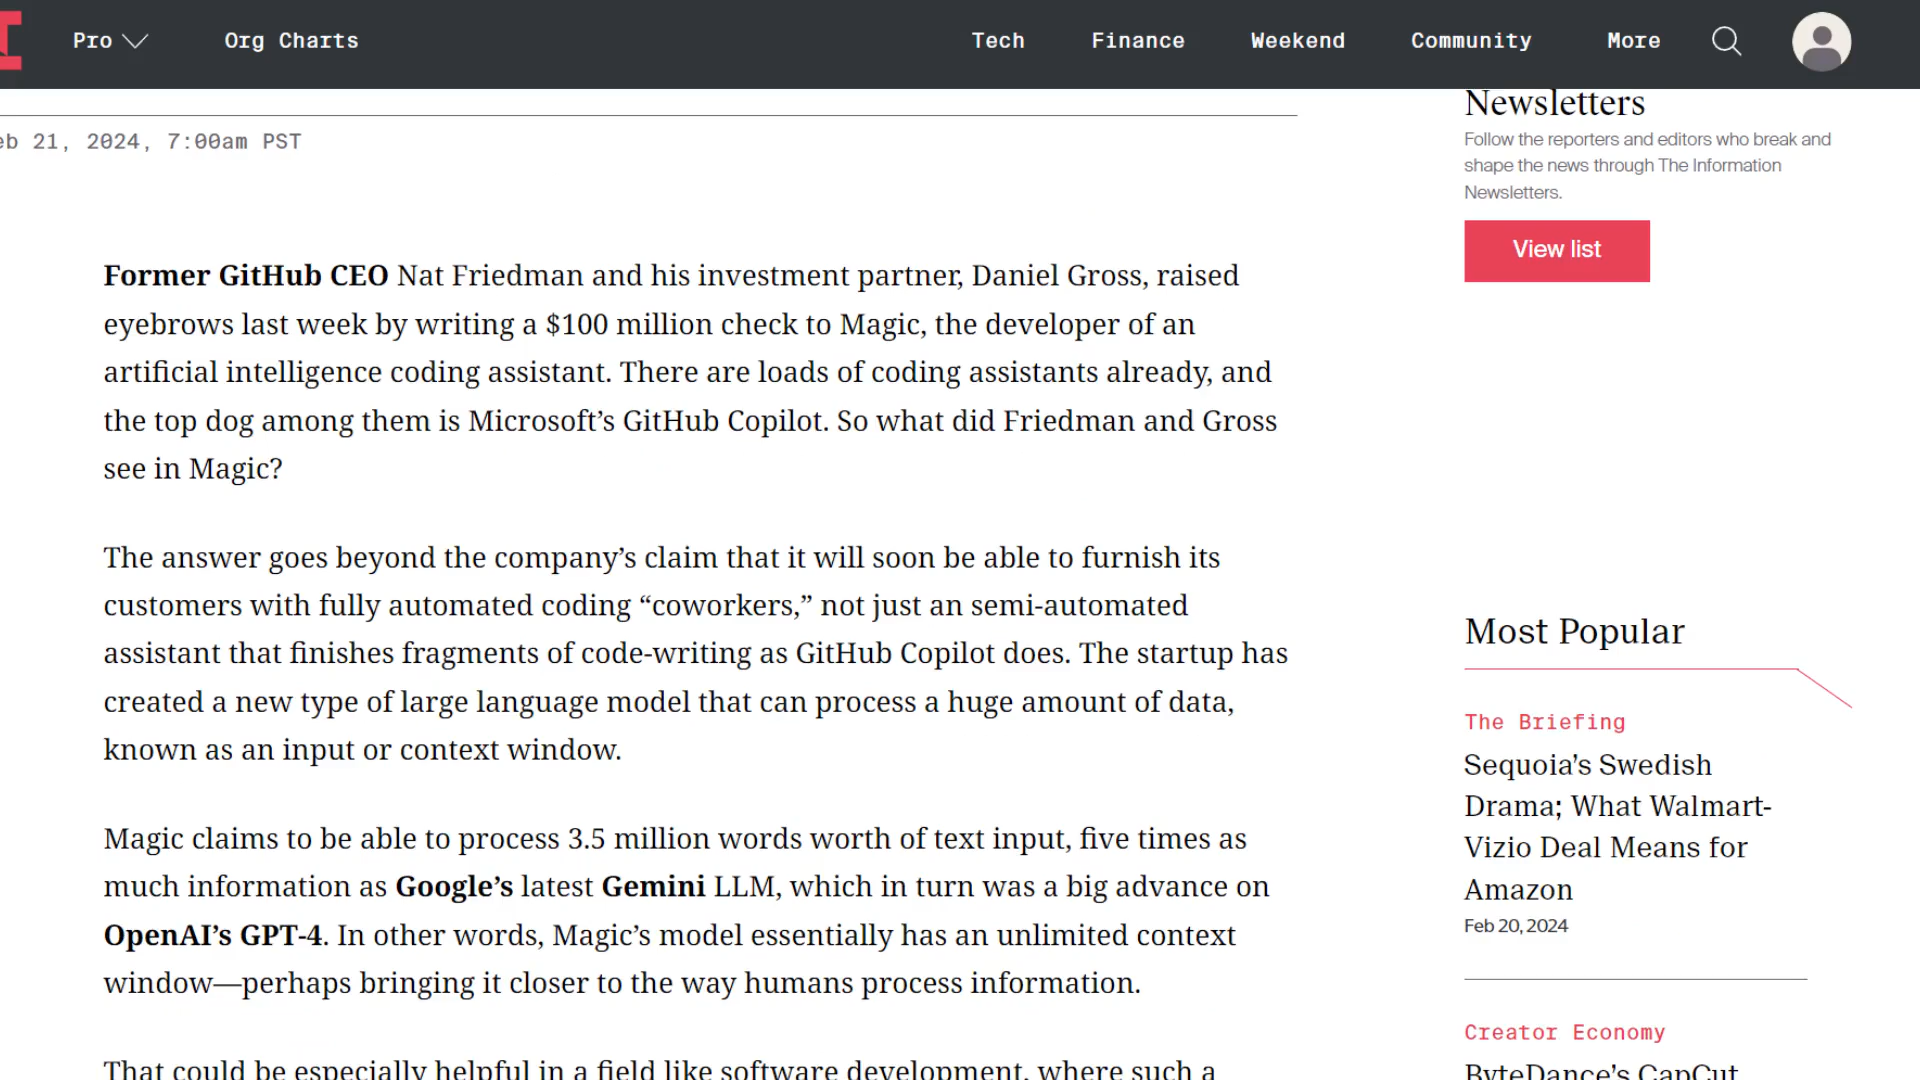 Pro
Org Charts
Tech
Finance
Weekend
Community
More
21, 2024, 7:00am PST
Former GitHub CEO Nat Friedman and his investment partner, Daniel Gross, raised
eyebrows last week by writing a $100 million check to Magic, the developer of an
artificial intelligence coding assistant. There are loads of coding assistants already, and
the top dog among them is Microsoft’s GitHub Copilot. So what did Friedman and Gross
see in Magic?
The answer goes beyond the company’s claim that it will soon be able to furnish its
customers with fully automated coding “coworkers,” not just an semi-automated
assistant that finishes fragments of code-writing as GitHub Copilot does. The startup has
created a new type of large language model that can process a huge amount of data,
known as an input or context window.
Magic claims to be able to process 3.5 million words worth of text input, five times as
much information as Google’s latest Gemini LLM, which in turn was a big advance on
OpenAI’s GPT-4. In other words, Magic’s model essentially has an unlimited context
window—perhaps bringing it closer to the way humans process information.
That could be especially helpful in a field like software development, where such a
Newsletters
Follow the reporters and editors who break and
shape the news through The Information
Newsletters.
View list
Most Popular
The Briefing
Sequoia’s Swedish
Drama; What Walmart-
Vizio Deal Means for
Amazon
Feb 20, 2024
Creator Economy
ByteDance’s CapCut